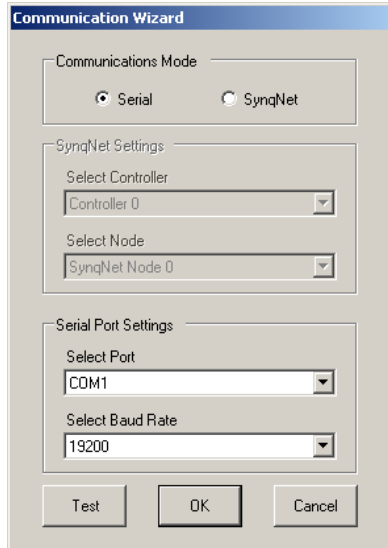 Communication Wizard
Communications Mode
Serial SynqNet
SynqNet Settings
Select Controller
Controller 0
Select Node
SynqNet Node 0
Serial Port Settings
Select Port
COM1
Select Baud Rate
19200
Test OK Cancel